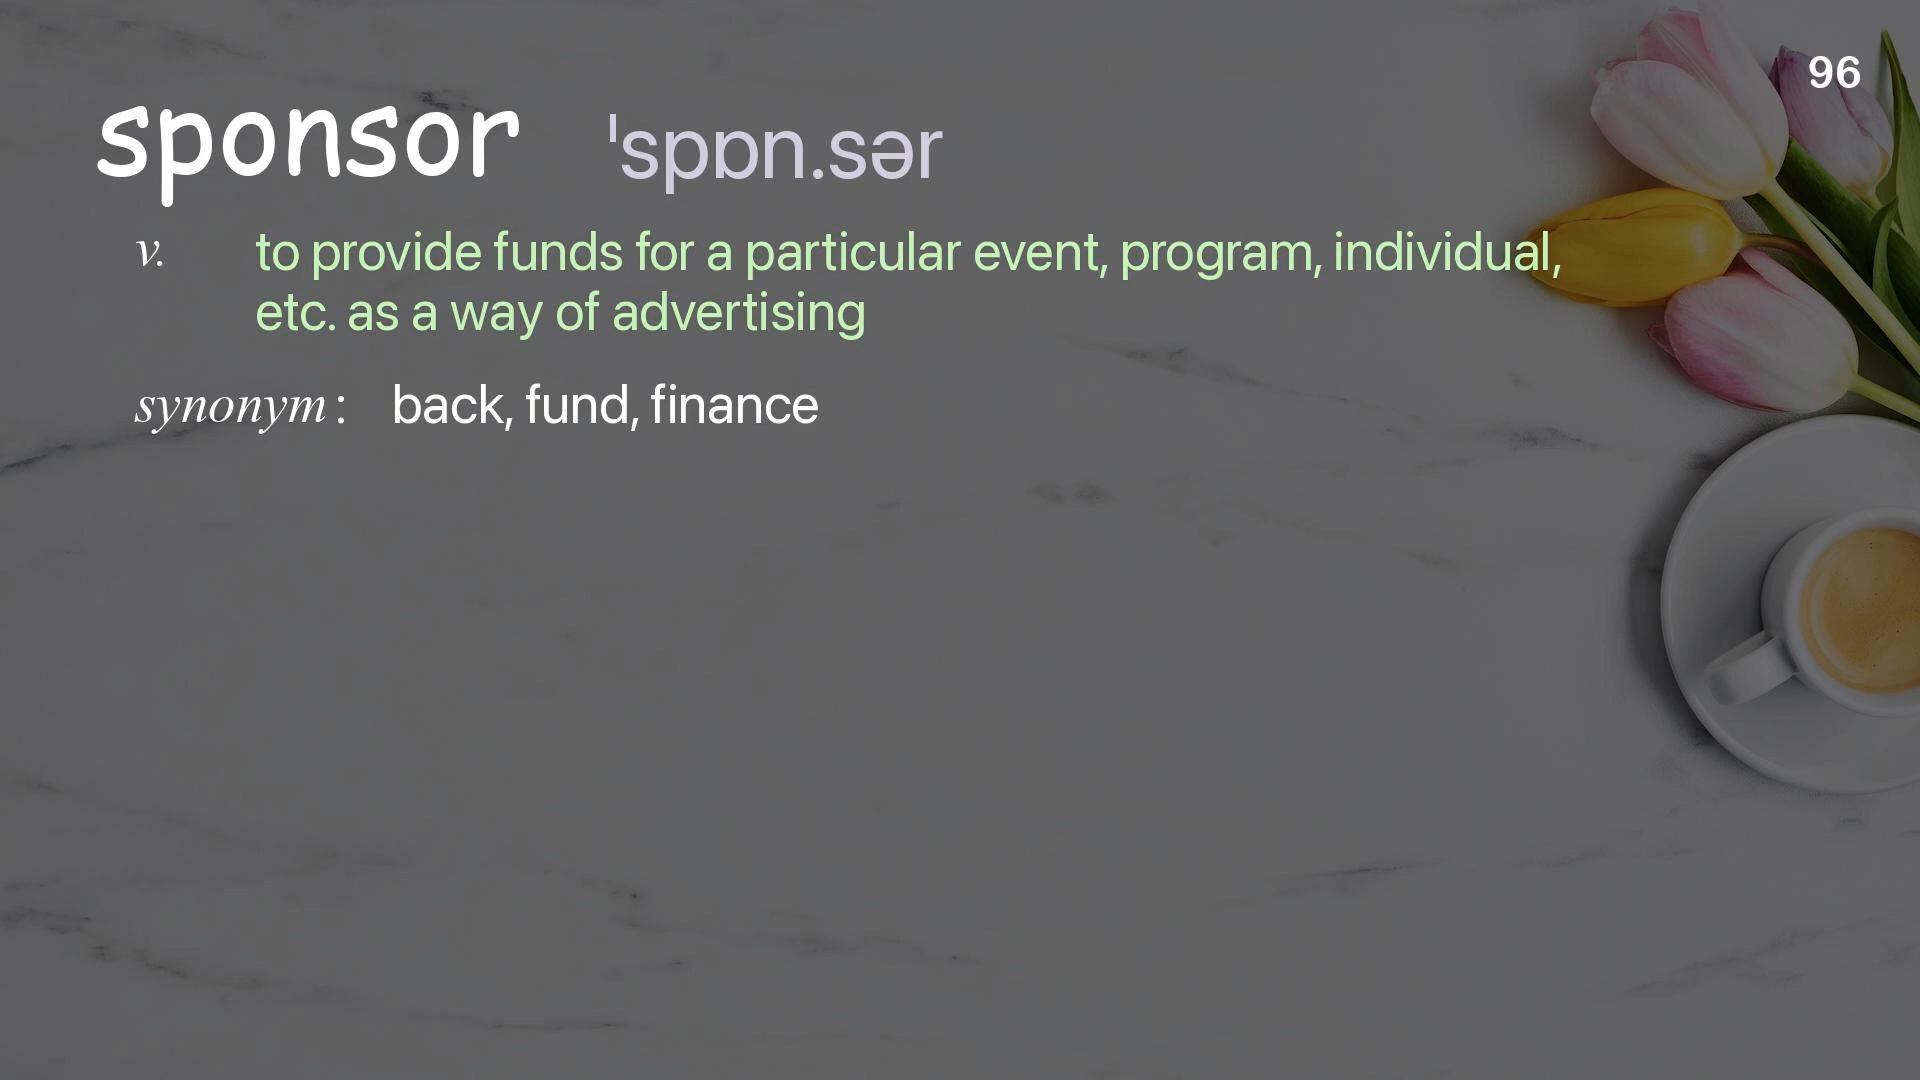 96
sponsor ˈspɒn.sər
v. to provide funds for a particular event, program, individual,
etc. as a way of advertising
synonym: back, fund, finance